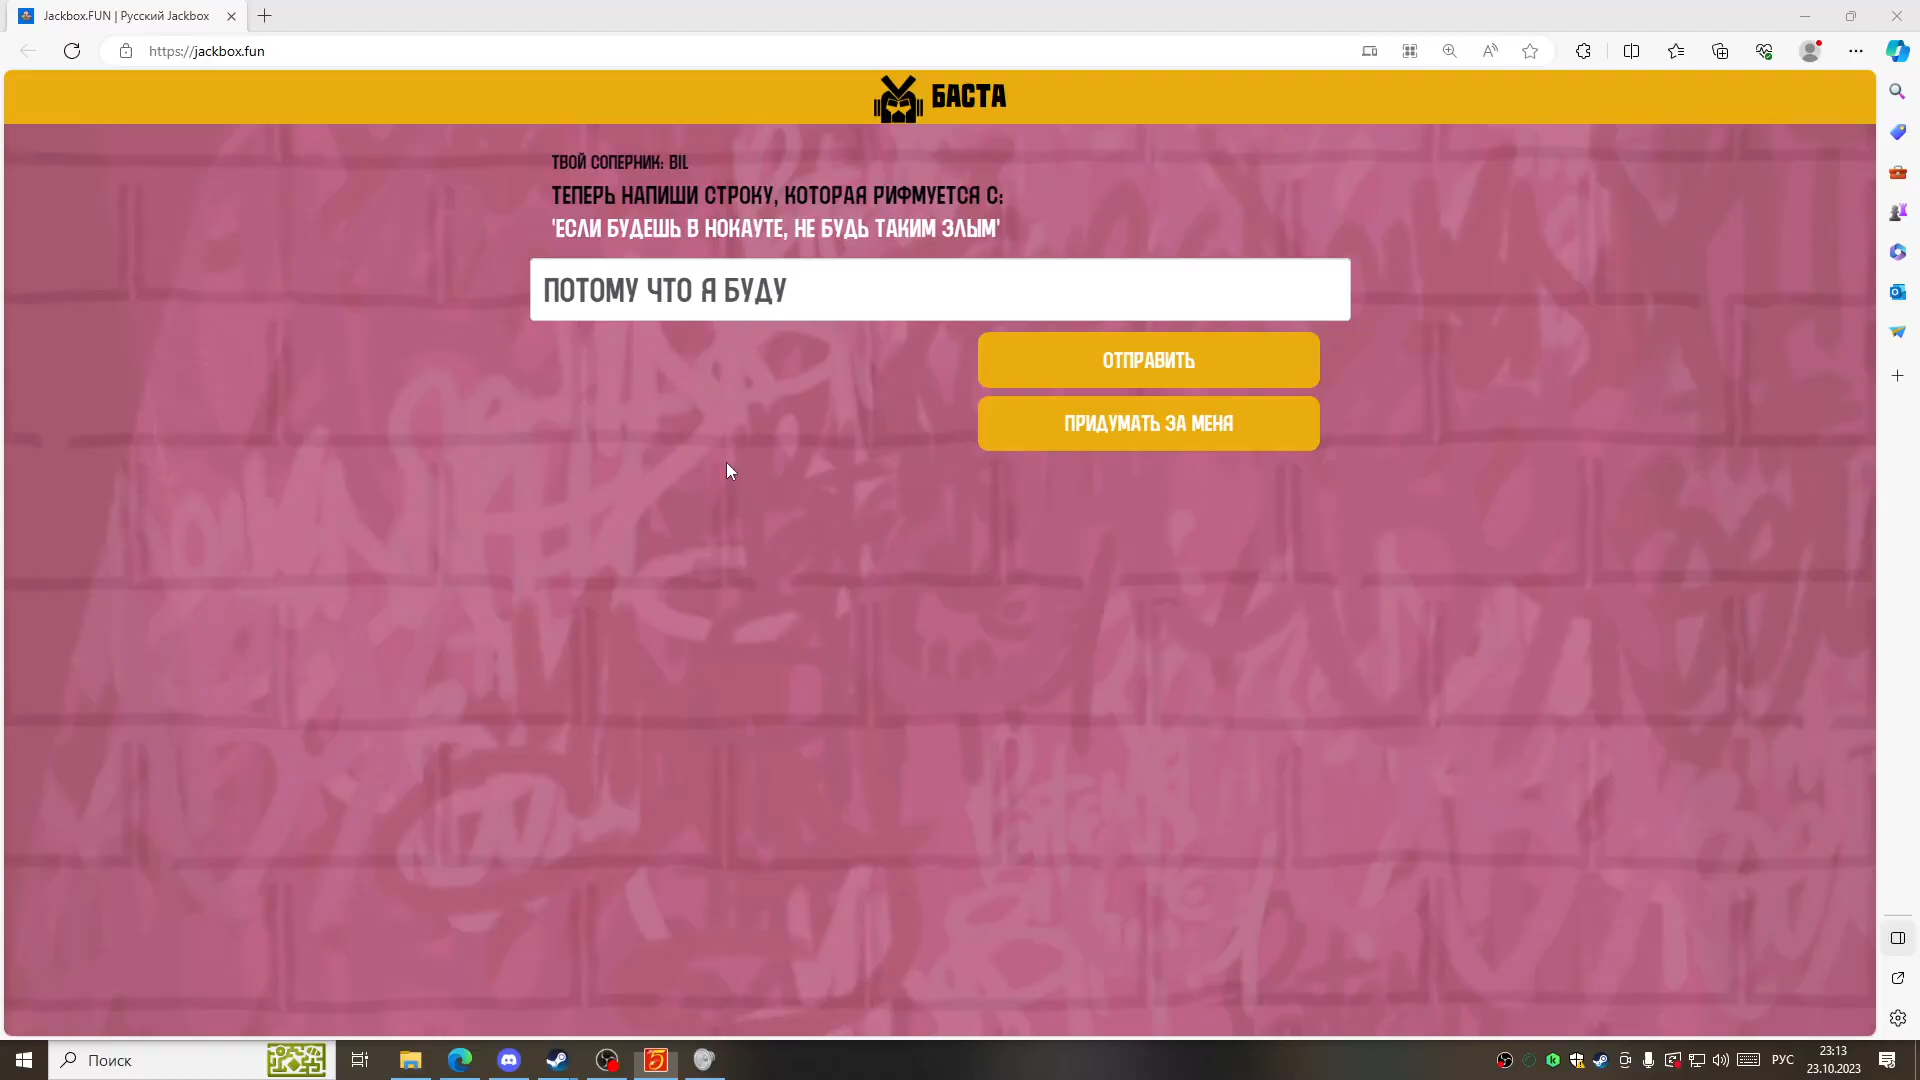 Jackbox.FUN | Русский Jackbox
https://jackbox.fun
БАСТА
ТВОЙ СОПЕРНИК: BIL
ТЕПЕРЬ НАПИШИ СТРОКУ, КОТОРАЯ РИФМУЕТСЯ С:
'ЕСЛИ БУДЕШЬ В НОКАУТЕ, НЕ БУДЬ ТАКИМ ЗЛЫМ'
ПОТОМУ ЧТО Я БУДУ
ОТПРАВИТЬ
ПРИДУМАТЬ ЗА МЕНЯ
Поиск
РУС
23:13
23.10.2023